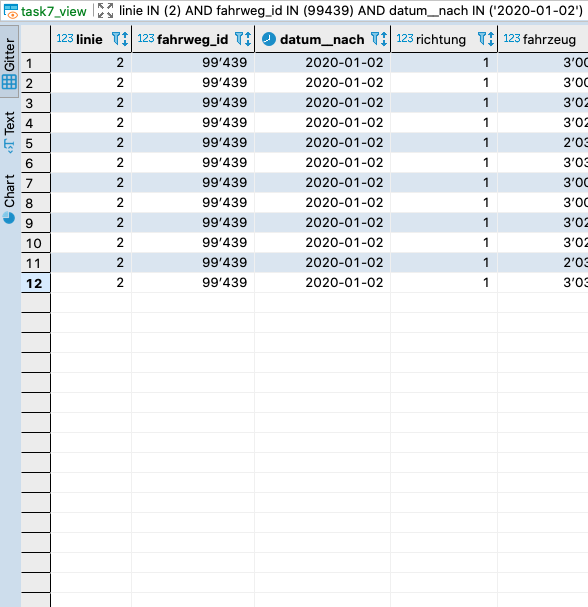 task7_view linie IN (2) AND fahrweg_id IN (99439) AND datum__nach IN ('2020-01-02')
Gitter
Text
Chart
123 linie 123 fahrweg_id datum__nach 123 richtung 123 fahrzeug
1 2 99’439 2020-01-02 1 3’00
2 2 99’439 2020-01-02 1 3’00
3 2 99’439 2020-01-02 1 3’02
4 2 99’439 2020-01-02 1 3’02
5 2 99’439 2020-01-02 1 2’03
6 2 99’439 2020-01-02 1 3’03
7 2 99’439 2020-01-02 1 3’00
8 2 99’439 2020-01-02 1 3’00
9 2 99’439 2020-01-02 1 3’02
10 2 99’439 2020-01-02 1 3’02
11 2 99’439 2020-01-02 1 2’03
12 2 99’439 2020-01-02 1 3’03